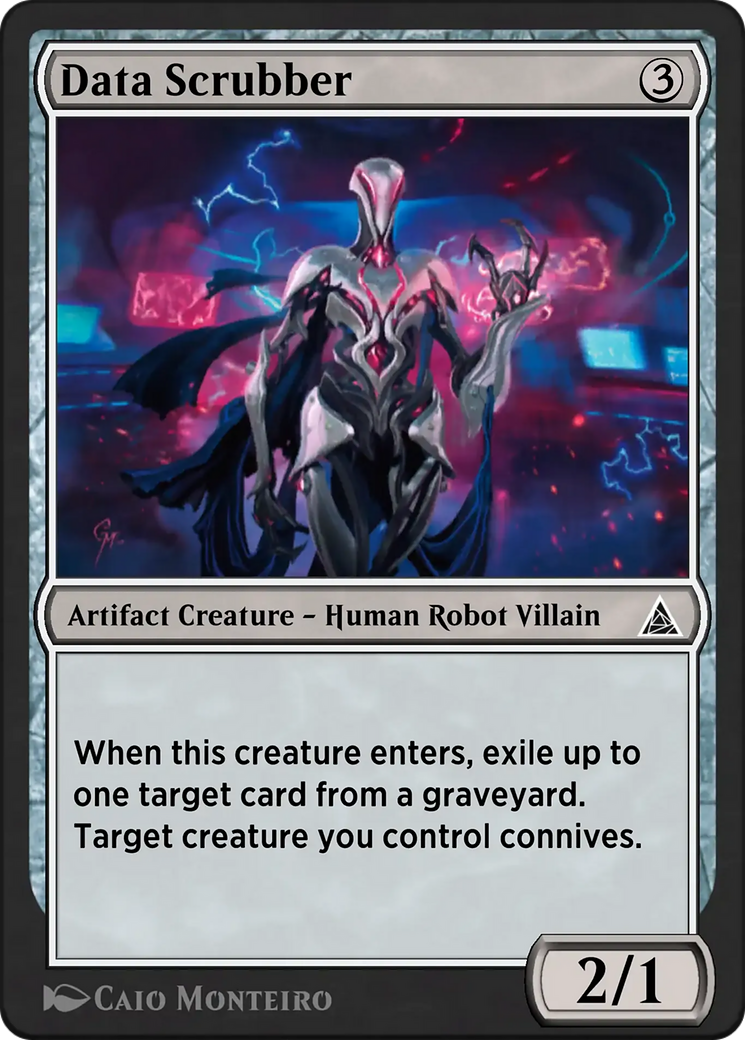 Data Scrubber 3
Artifact Creature – Human Robot Villain
When this creature enters, exile up to
one target card from a graveyard.
Target creature you control connives.
2/1
Caio Monteiro